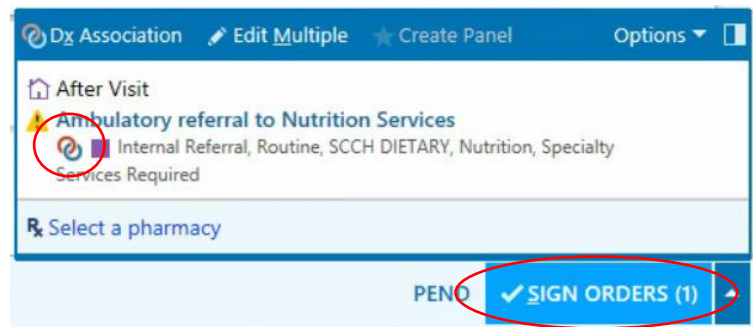 Dx Association Edit Multiple Create Panel Options
After Visit
Ambulatory referral to Nutrition Services
Internal Referral, Routine, SCCH DIETARY, Nutrition, Specialty
Services Required
Rx Select a pharmacy
PEND SIGN ORDERS (1)